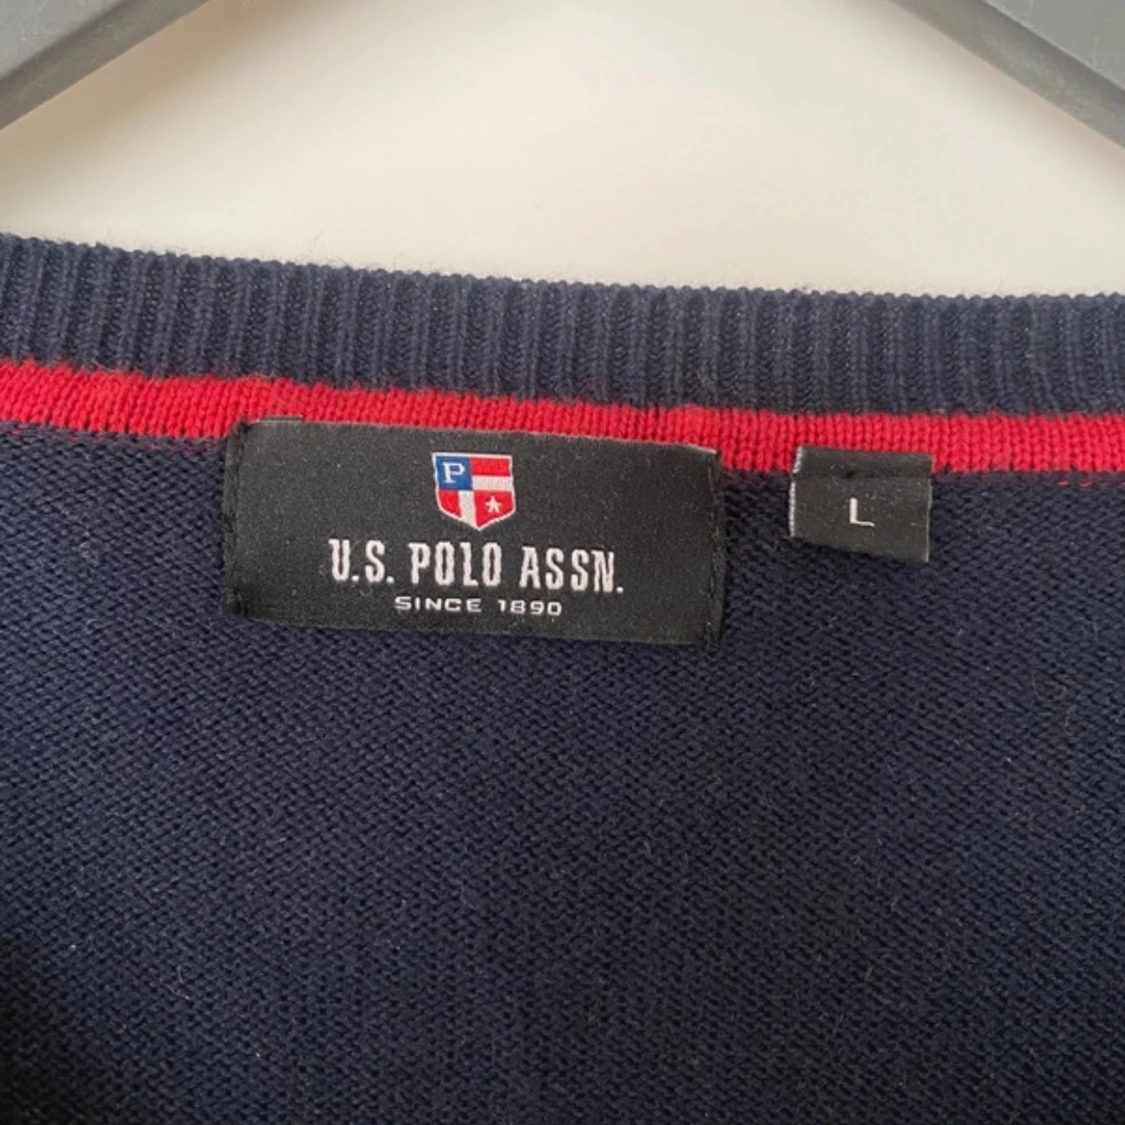 P
U.S. POLO ASSN.
SINCE 1890
L